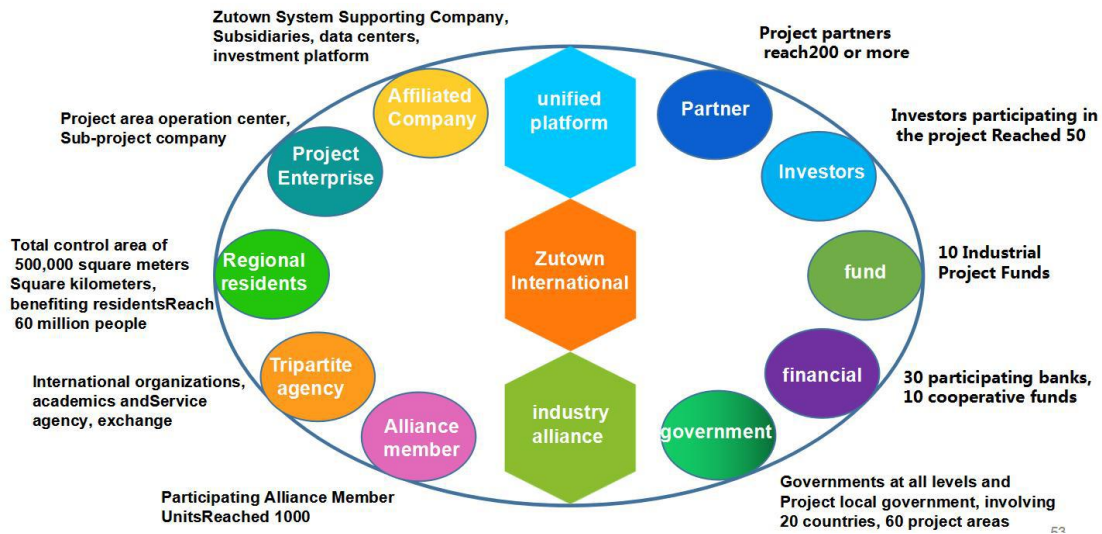 Zutown System Supporting Company,
Subsidiaries, data centers,
investment platform
Project partners
reach200 or more
Affiliated
Company
unified
platform
Partner
Project area operation center,
Sub-project company
Investors participating in
the project Reached 50
Project
Enterprise
Investors
Total control area of
500,000 square meters
Square kilometers,
benefiting residentsReach
60 million people
Regional
residents
Zutown
International
fund
10 Industrial
Project Funds
Tripartite
agency
financial
International organizations,
academics andService
agency, exchange
30 participating banks,
10 cooperative funds
Alliance
member
industry
alliance
government
Participating Alliance Member
UnitsReached 1000
Governments at all levels and
Project local government, involving
20 countries, 60 project areas
53